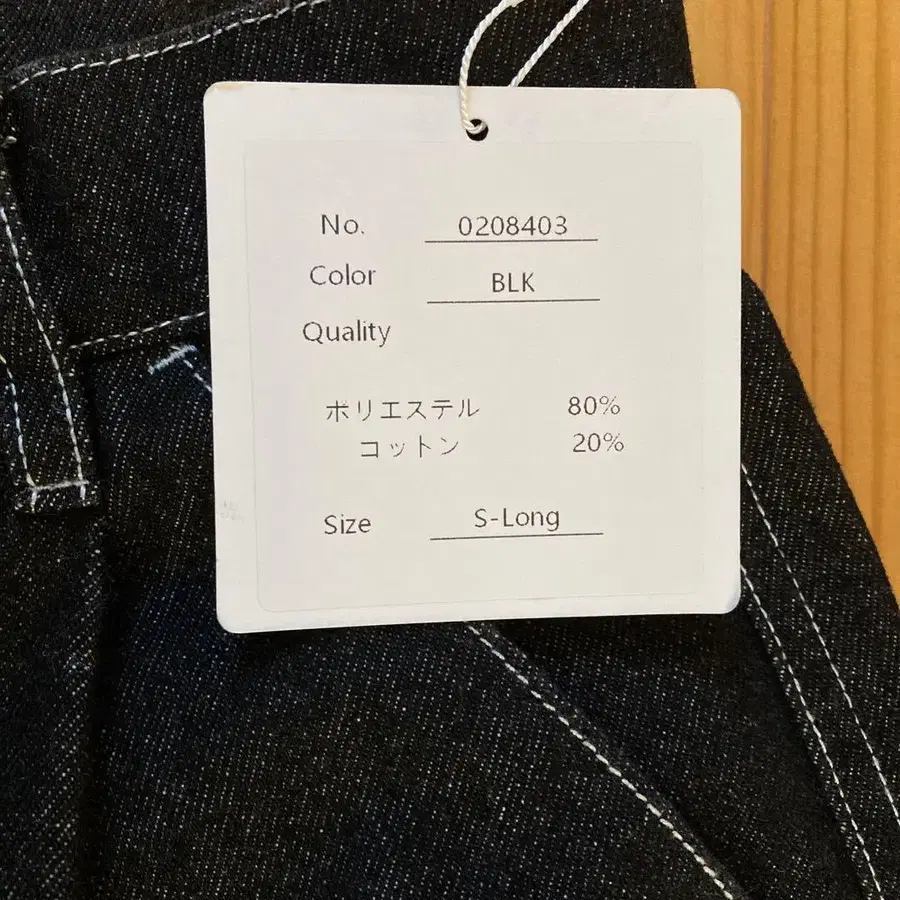 No. 0208403
Color BLK
Quality
ポリエステル 80%
コットン 20%
Size S-Long